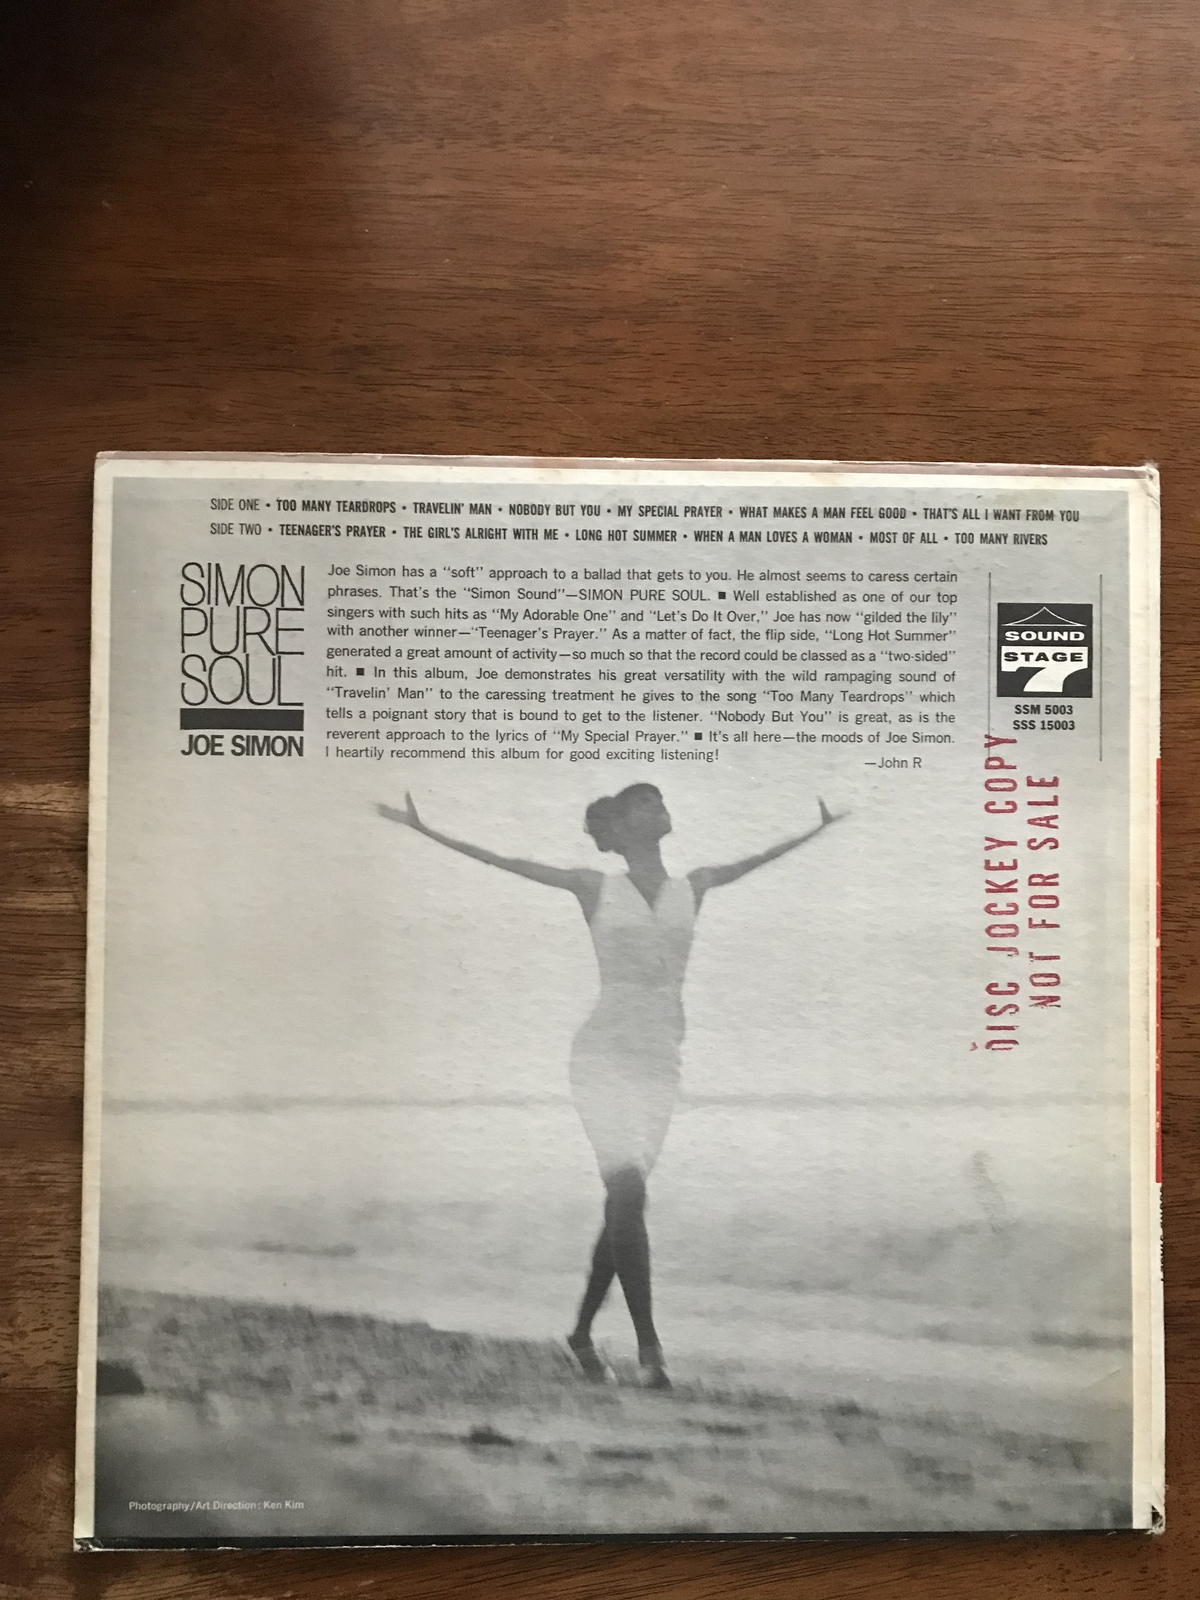 SIDE ONE • TOO MANY TEARDROPS • TRAVELIN' MAN • NOBODY BUT YOU • MY SPECIAL PRAYER • WHAT MAKES A MAN FEEL GOOD • THAT'S ALL I WANT FROM YOU
SIDE TWO • TEENAGER'S PRAYER • THE GIRL'S ALRIGHT WITH ME • LONG HOT SUMMER • WHEN A MAN LOVES A WOMAN • MOST OF ALL • TOO MANY RIVERS
SIMON
PURE
SOUL
JOE SIMON
Joe Simon has a "soft" approach to a ballad that gets to you. He almost seems to caress certain
phrases. That's the "Simon Sound"—SIMON PURE SOUL. ■ Well established as one of our top
singers with such hits as "My Adorable One" and "Let's Do It Over," Joe has now "gilded the lily"
with another winner—"Teenager's Prayer." As a matter of fact, the flip side, "Long Hot Summer"
generated a great amount of activity—so much so that the record could be classed as a "two-sided"
hit. ■ In this album, Joe demonstrates his great versatility with the wild rampaging sound of
"Travelin' Man" to the caressing treatment he gives to the song "Too Many Teardrops" which
tells a poignant story that is bound to get to the listener. "Nobody But You" is great, as is the
reverent approach to the lyrics of "My Special Prayer." ■ It's all here—the moods of Joe Simon.
I heartily recommend this album for good exciting listening!
—John R
SOUND
STAGE
7
SSM 5003
SSS 15003
DISC JOCKEY COPY
NOT FOR SALE
Photography/Art Direction: Ken Kim